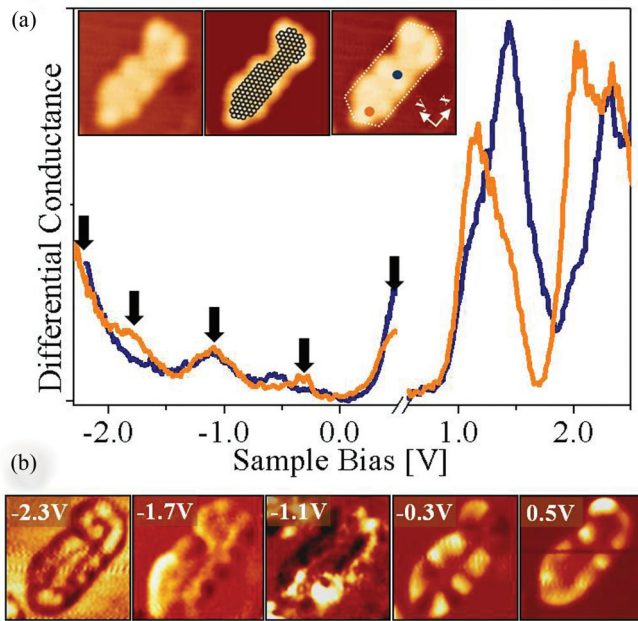 (a)
y x
Differential Conductance
-2.0 -1.0 0.0 1.0 2.0
Sample Bias [V]
(b)
-2.3V -1.7V -1.1V -0.3V 0.5V